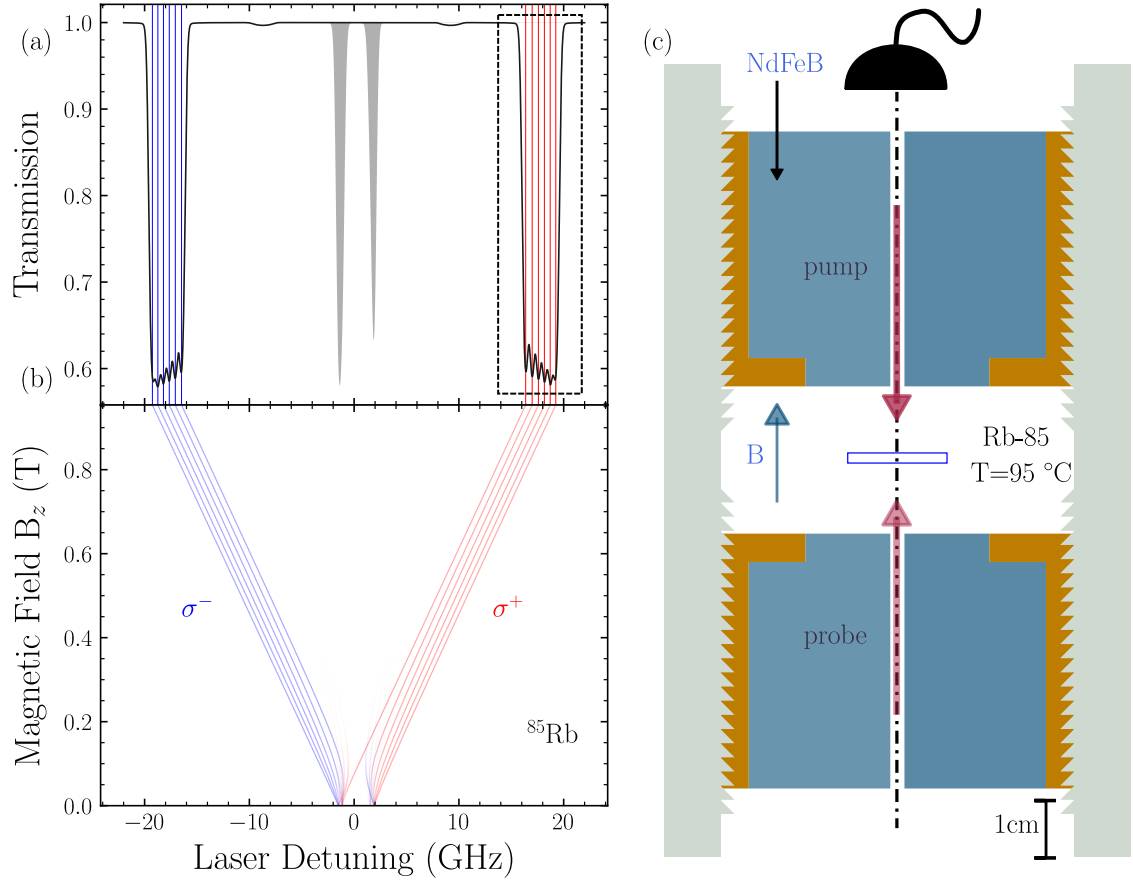 (a)
1.0
0.9
0.8
0.7
0.6
Transmission
(b)
0.8
0.6
0.4
0.2
0.0
Magnetic Field B_z (T)
σ⁻
σ⁺
⁸⁵Rb
−20
−10
0
10
20
Laser Detuning (GHz)
(c)
NdFeB
pump
B
Rb-85
T=95 °C
probe
1cm